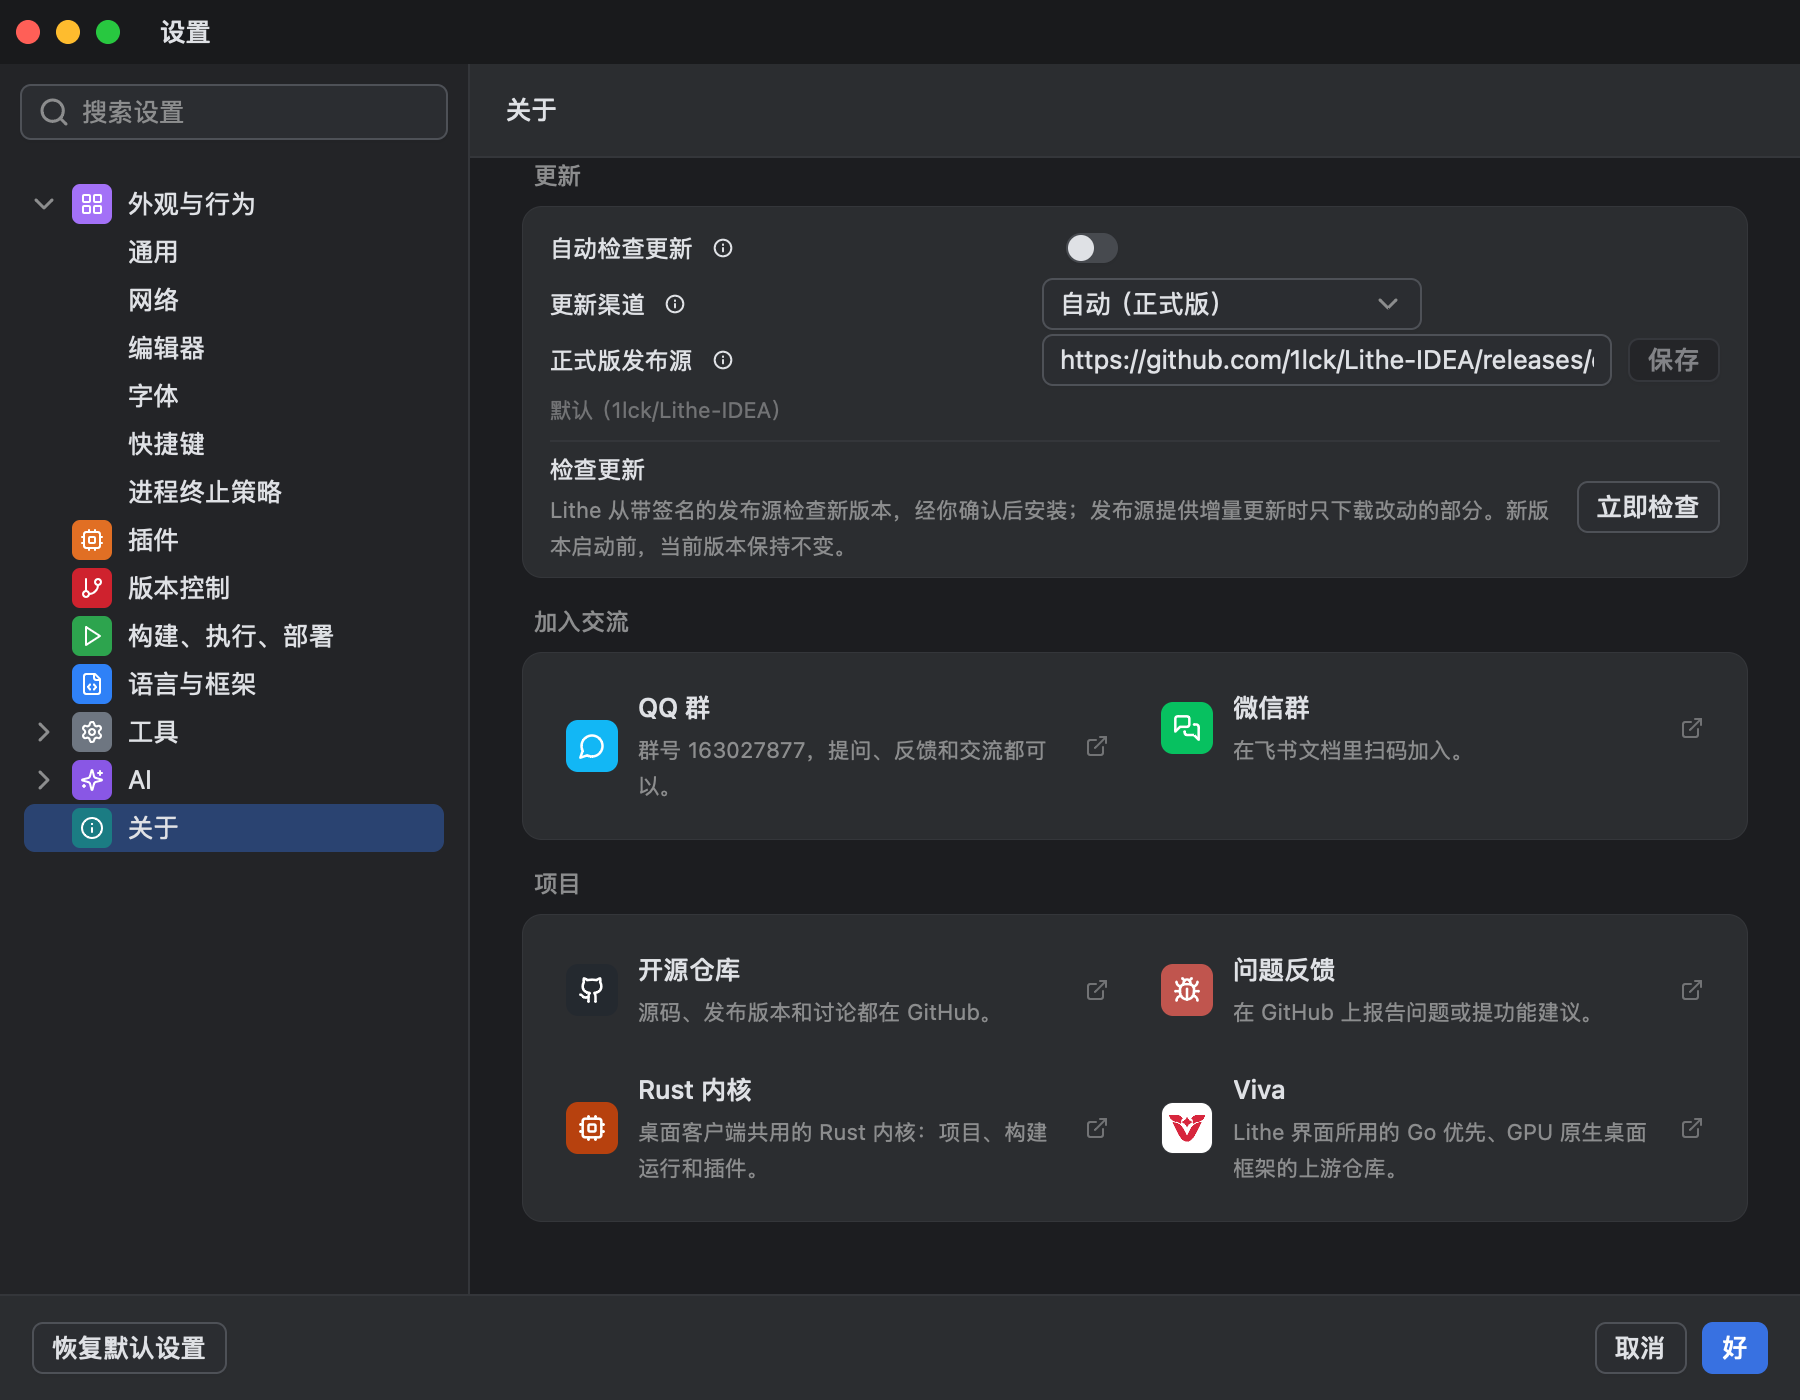 设置
搜索设置
外观与行为
通用
网络
编辑器
字体
快捷键
进程终止策略
插件
版本控制
构建、执行、部署
语言与框架
工具
AI
关于
关于
更新
自动检查更新
更新渠道
自动（正式版）
正式版发布源
https://github.com/1lck/Lithe-IDEA/releases/
保存
默认（1lck/Lithe-IDEA）
检查更新
Lithe 从带签名的发布源检查新版本，经你确认后安装；发布源提供增量更新时只下载改动的部分。新版
本启动前，当前版本保持不变。
立即检查
加入交流
QQ 群
群号 163027877，提问、反馈和交流都可
以。
微信群
在飞书文档里扫码加入。
项目
开源仓库
源码、发布版本和讨论都在 GitHub。
问题反馈
在 GitHub 上报告问题或提功能建议。
Rust 内核
桌面客户端共用的 Rust 内核：项目、构建
运行和插件。
Viva
Lithe 界面所用的 Go 优先、GPU 原生桌面
框架的上游仓库。
恢复默认设置
取消
好